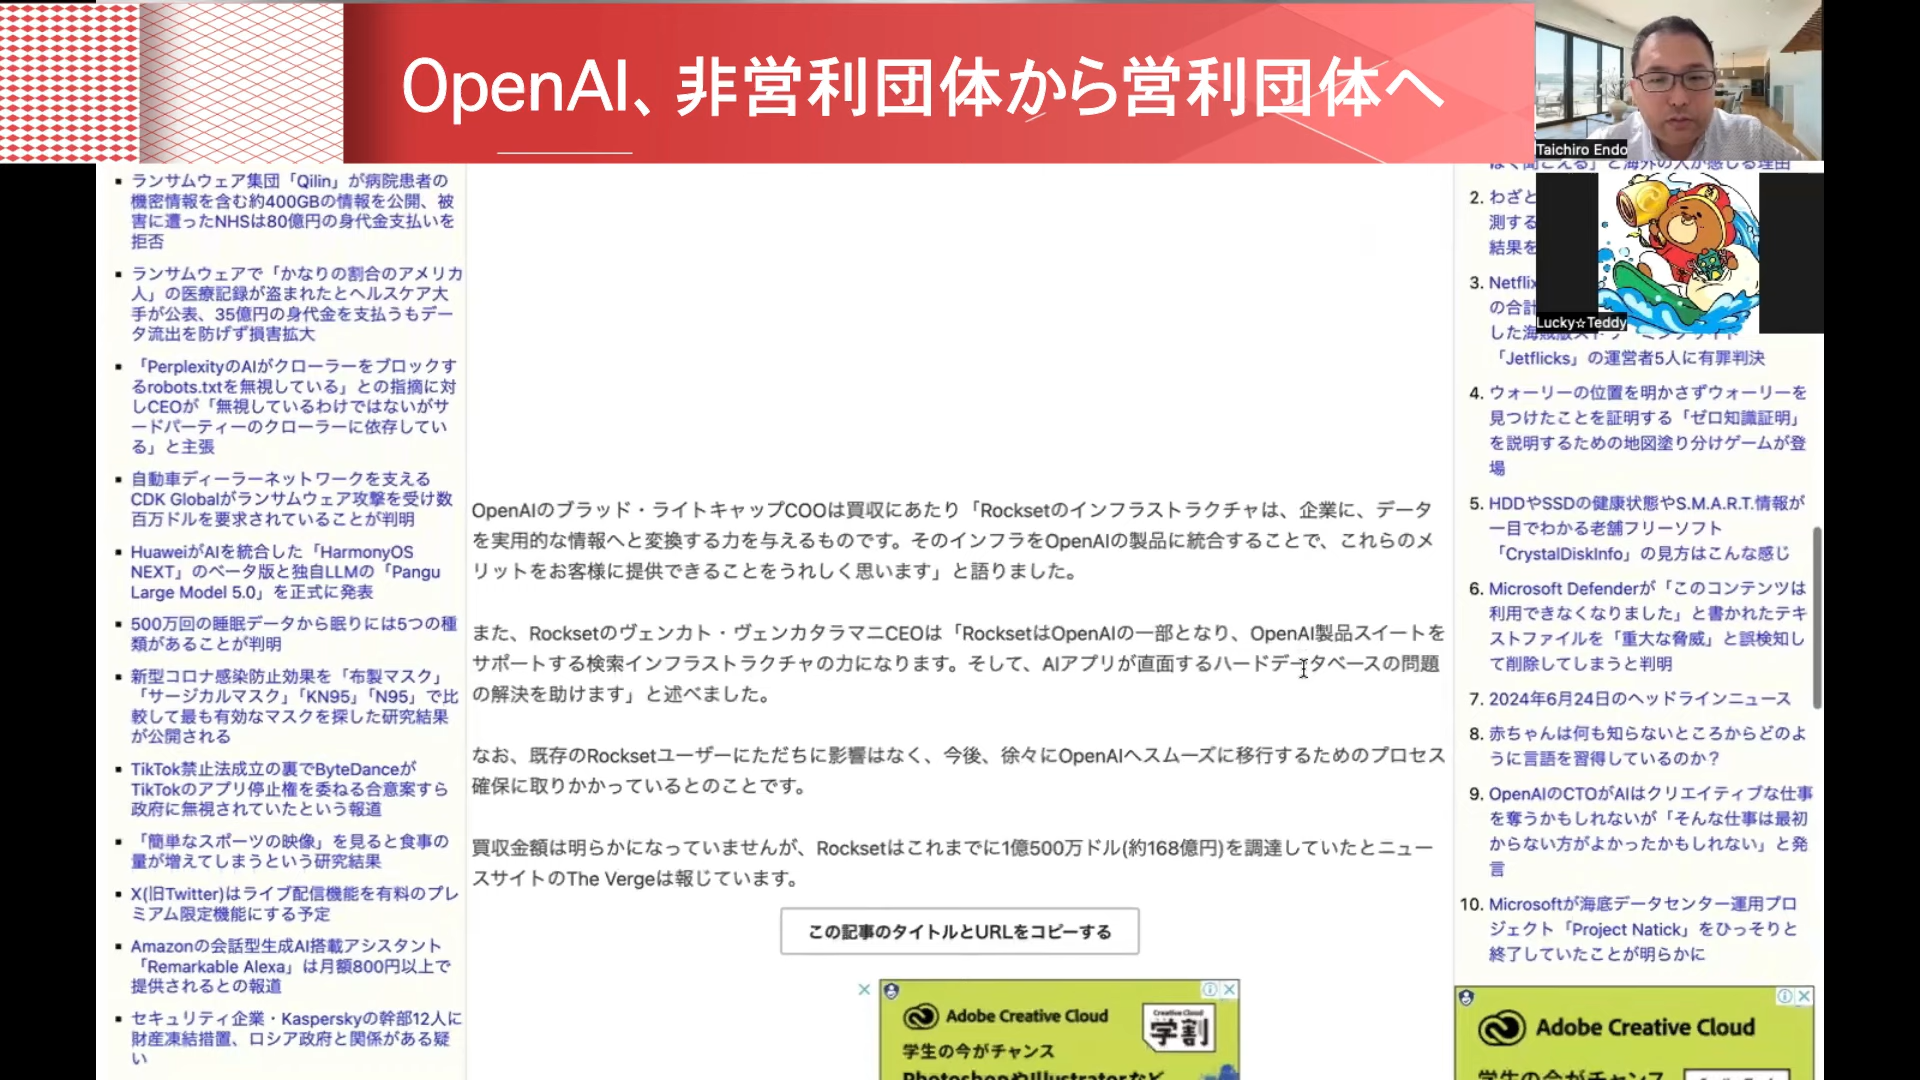 OpenAI、非営利団体から営利団体へ
Taichiro Endo
Lucky☆Teddy
ランサムウェア集団「Qilin」が病院患者の
機密情報を含む約400GBの情報を公開、被
害に遭ったNHSは80億円の身代金支払いを
拒否
ランサムウェアで「かなりの割合のアメリカ
人」の医療記録が盗まれたとヘルスケア大
手が公表、35億円の身代金を支払うもデー
タ流出を防げず損害拡大
「PerplexityのAIがクローラーをブロックす
るrobots.txtを無視している」との指摘に対
しCEOが「無視しているわけではないがサ
ードパーティーのクローラーに依存してい
る」と主張
自動車ディーラーネットワークを支える
CDK Globalがランサムウェア攻撃を受け数
百万ドルを要求されていることが判明
HuaweiがAIを統合した「HarmonyOS
NEXT」のベータ版と独自LLMの「Pangu
Large Model 5.0」を正式に発表
500万回の睡眠データから眠りには5つの種
類があることが判明
新型コロナ感染防止効果を「布製マスク」
「サージカルマスク」「KN95」「N95」で比
較して最も有効なマスクを探した研究結果
が公開される
TikTok禁止法成立の裏でByteDanceが
TikTokのアプリ停止権を委ねる合意案すら
政府に無視されていたという報道
「簡単なスポーツの映像」を見ると食事の
量が増えてしまうという研究結果
X(旧Twitter)はライブ配信機能を有料のプレ
ミアム限定機能にする予定
Amazonの会話型生成AI搭載アシスタント
「Remarkable Alexa」は月額800円以上で
提供されるとの報道
セキュリティ企業・Kasperskyの幹部12人に
財産凍結措置、ロシア政府と関係がある疑
い
OpenAIのブラッド・ライトキャップCOOは買収にあたり「Rocksetのインフラストラクチャは、企業に、データ
を実用的な情報へと変換する力を与えるものです。そのインフラをOpenAIの製品に統合することで、これらのメ
リットをお客様に提供できることをうれしく思います」と語りました。
また、Rocksetのヴェンカト・ヴェンカタラマニCEOは「RocksetはOpenAIの一部となり、OpenAI製品スイートを
サポートする検索インフラストラクチャの力になります。そして、AIアプリが直面するハードデータベースの問題
の解決を助けます」と述べました。
なお、既存のRocksetユーザーにただちに影響はなく、今後、徐々にOpenAIへスムーズに移行するためのプロセス
確保に取りかかっているとのことです。
買収金額は明らかになっていませんが、Rocksetはこれまでに1億500万ドル(約168億円)を調達していたとニュー
スサイトのThe Vergeは報じています。
この記事のタイトルとURLをコピーする
Adobe Creative Cloud
Creative Cloud
学割
学生の今がチャンス
PhotoshopやIllustratorなど
ぽく聞こえる」と海外の人が感じる理由
2. わざと
測する
結果を
3. Netflix
の合計
した海賊版ストリーミングサイト
「Jetflicks」の運営者5人に有罪判決
4. ウォーリーの位置を明かさずウォーリーを
見つけたことを証明する「ゼロ知識証明」
を説明するための地図塗り分けゲームが登
場
5. HDDやSSDの健康状態やS.M.A.R.T.情報が
一目でわかる老舗フリーソフト
「CrystalDiskInfo」の見方はこんな感じ
6. Microsoft Defenderが「このコンテンツは
利用できなくなりました」と書かれたテキ
ストファイルを「重大な脅威」と誤検知し
て削除してしまうと判明
7. 2024年6月24日のヘッドラインニュース
8. 赤ちゃんは何も知らないところからどのよ
うに言語を習得しているのか？
9. OpenAIのCTOがAIはクリエイティブな仕事
を奪うかもしれないが「そんな仕事は最初
からない方がよかったかもしれない」と発
言
10. Microsoftが海底データセンター運用プロ
ジェクト「Project Natick」をひっそりと
終了していたことが明らかに
Adobe Creative Cloud
学生の今がチャンス